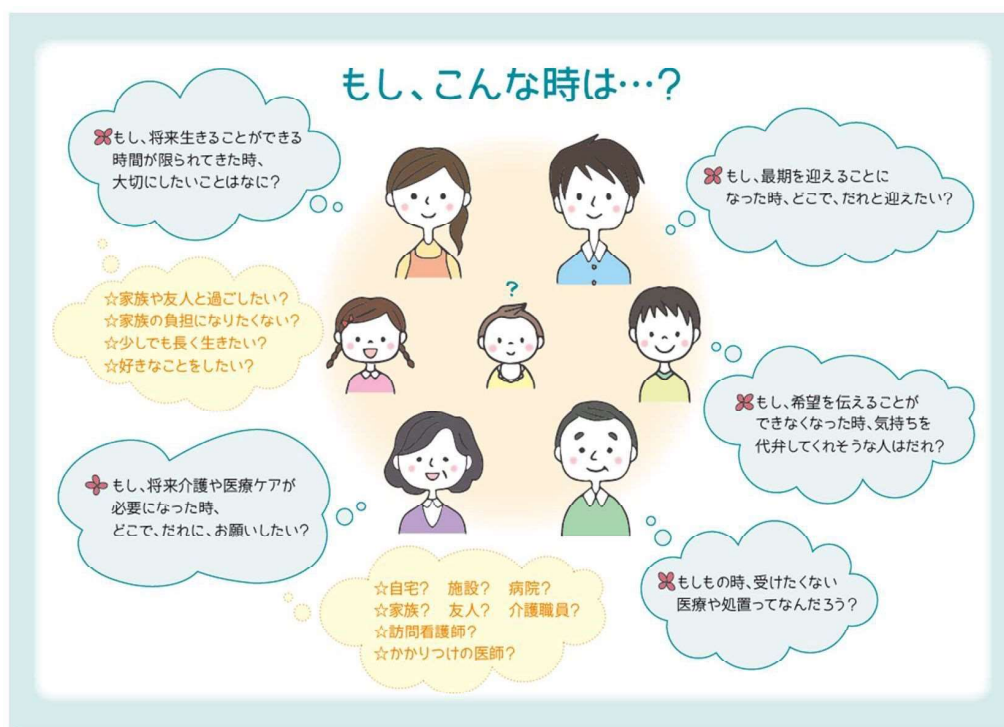 もし、こんな時は…?
もし、将来生きることができる
時間が限られてきた時、
大切にしたいことはなに?
☆家族や友人と過ごしたい?
☆家族の負担になりたくない?
☆少しでも長く生きたい?
☆好きなことをしたい?
もし、将来介護や医療ケアが
必要になった時、
どこで、だれに、お願いしたい?
☆自宅? 施設? 病院?
☆家族? 友人? 介護職員?
☆訪問看護師?
☆かかりつけの医師?
?
もし、最期を迎えることに
なった時、どこで、だれと迎えたい?
もし、希望を伝えることが
できなくなった時、気持ちを
代弁してくれそうな人はだれ?
もしもの時、受けたくない
医療や処置ってなんだろう?